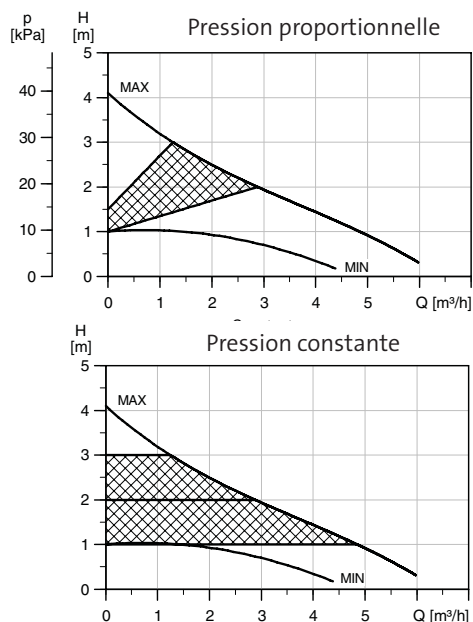 p H
[kPa] [m]
Pression proportionnelle
5
MAX
40 4
30 3
20 2
10 1
MIN
0 0
0 1 2 3 4 5 Q [m³/h]
H
[m]
Pression constante
5
MAX
4
3
2
1
MIN
0
0 1 2 3 4 5 Q [m³/h]